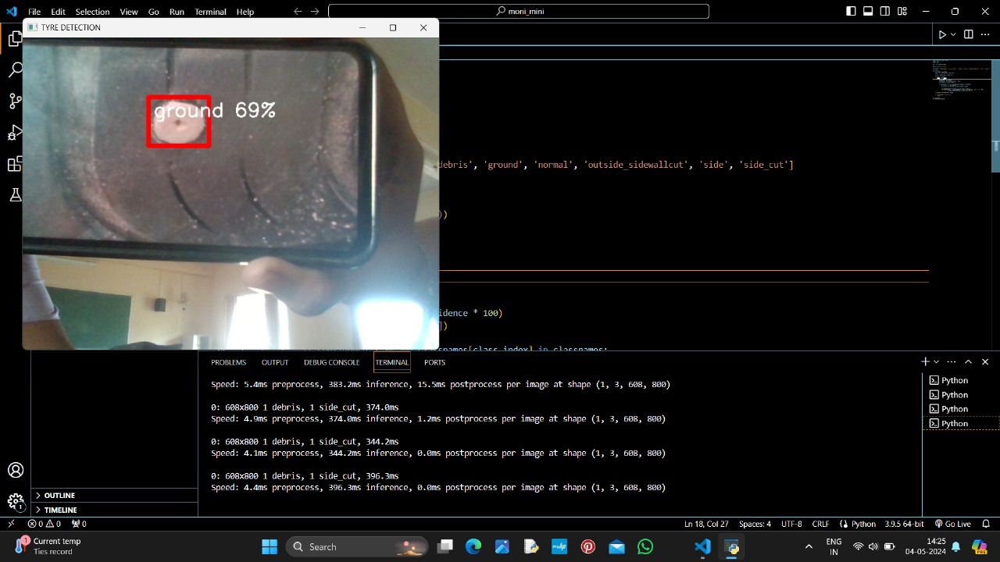 File Edit Selection View Go Run Terminal Help
moni_mini
TYRE DETECTION
ground 69%
debris', 'ground', 'normal', 'outside_sidewallcut', 'side', 'side_cut']
))
idence * 100)
])
[class_index] in classnames:
PROBLEMS OUTPUT DEBUG CONSOLE TERMINAL PORTS
Speed: 5.4ms preprocess, 383.2ms inference, 15.5ms postprocess per image at shape (1, 3, 608, 800)
0: 608x800 1 debris, 1 side_cut, 374.0ms
Speed: 4.9ms preprocess, 374.0ms inference, 1.2ms postprocess per image at shape (1, 3, 608, 800)
0: 608x800 1 debris, 1 side_cut, 344.2ms
Speed: 4.1ms preprocess, 344.2ms inference, 0.0ms postprocess per image at shape (1, 3, 608, 800)
0: 608x800 1 debris, 1 side_cut, 396.3ms
Speed: 4.4ms preprocess, 396.3ms inference, 0.0ms postprocess per image at shape (1, 3, 608, 800)
Python
Python
Python
Python
OUTLINE
TIMELINE
1
0 0 0
Ln 18, Col 27 Spaces: 4 UTF-8 CRLF Python 3.9.5 64-bit Go Live
1
Current temp
Ties record
Search
myhp
ENG
IN
14:25
04-05-2024
PRE